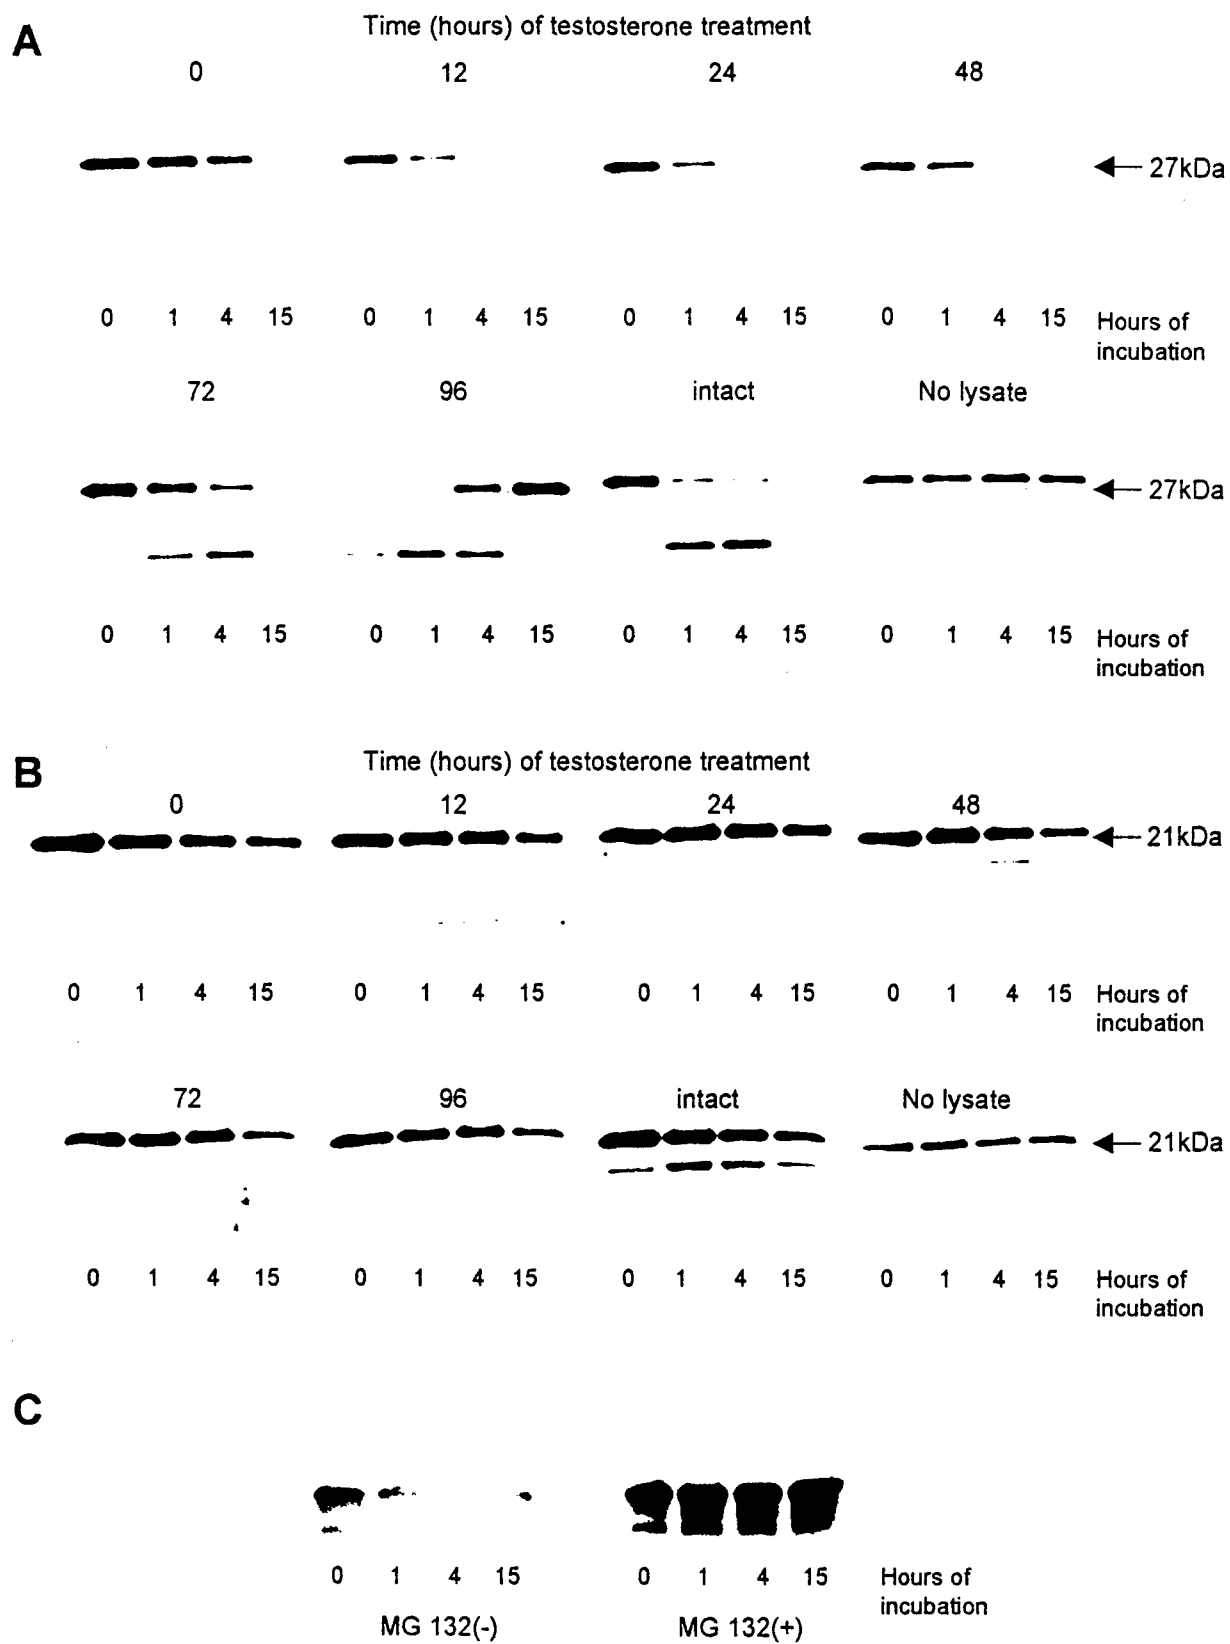 A
Time (hours) of testosterone treatment
0 12 24 48
27kDa
0 1 4 15 0 1 4 15 0 1 4 15 0 1 4 15 Hours of
incubation
72 96 intact No lysate
27kDa
0 1 4 15 0 1 4 15 0 1 4 15 0 1 4 15 Hours of
incubation
B
Time (hours) of testosterone treatment
0 12 24 48
21kDa
0 1 4 15 0 1 4 15 0 1 4 15 0 1 4 15 Hours of
incubation
72 96 intact No lysate
21kDa
0 1 4 15 0 1 4 15 0 1 4 15 0 1 4 15 Hours of
incubation
C
0 1 4 15 0 1 4 15 Hours of
incubation
MG 132(-) MG 132(+)